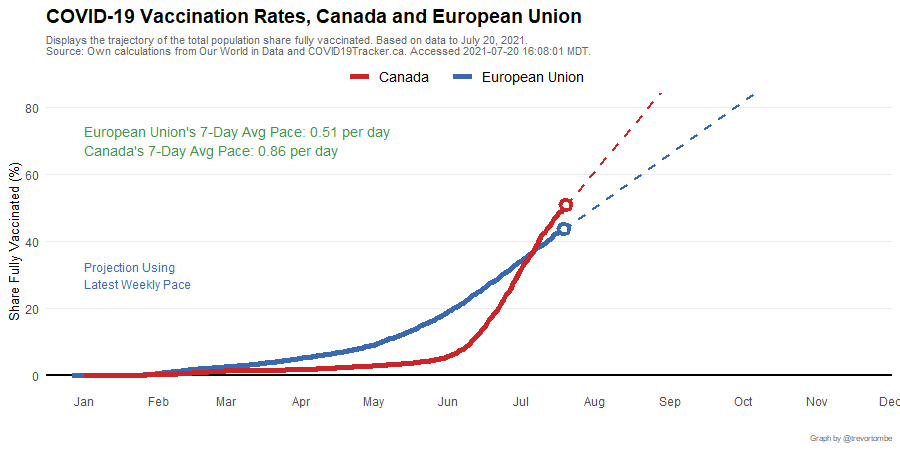 COVID-19 Vaccination Rates, Canada and European Union
Displays the trajectory of the total population share fully vaccinated. Based on data to July 20, 2021.
Source: Own calculations from Our World in Data and COVID19Tracker.ca. Accessed 2021-07-20 16:08:01 MDT.
Canada European Union
80
60
40
20
0
Share Fully Vaccinated (%)
European Union's 7-Day Avg Pace: 0.51 per day
Canada's 7-Day Avg Pace: 0.86 per day
Projection Using
Latest Weekly Pace
Jan Feb Mar Apr May Jun Jul Aug Sep Oct Nov Dec
Graph by @trevortombe